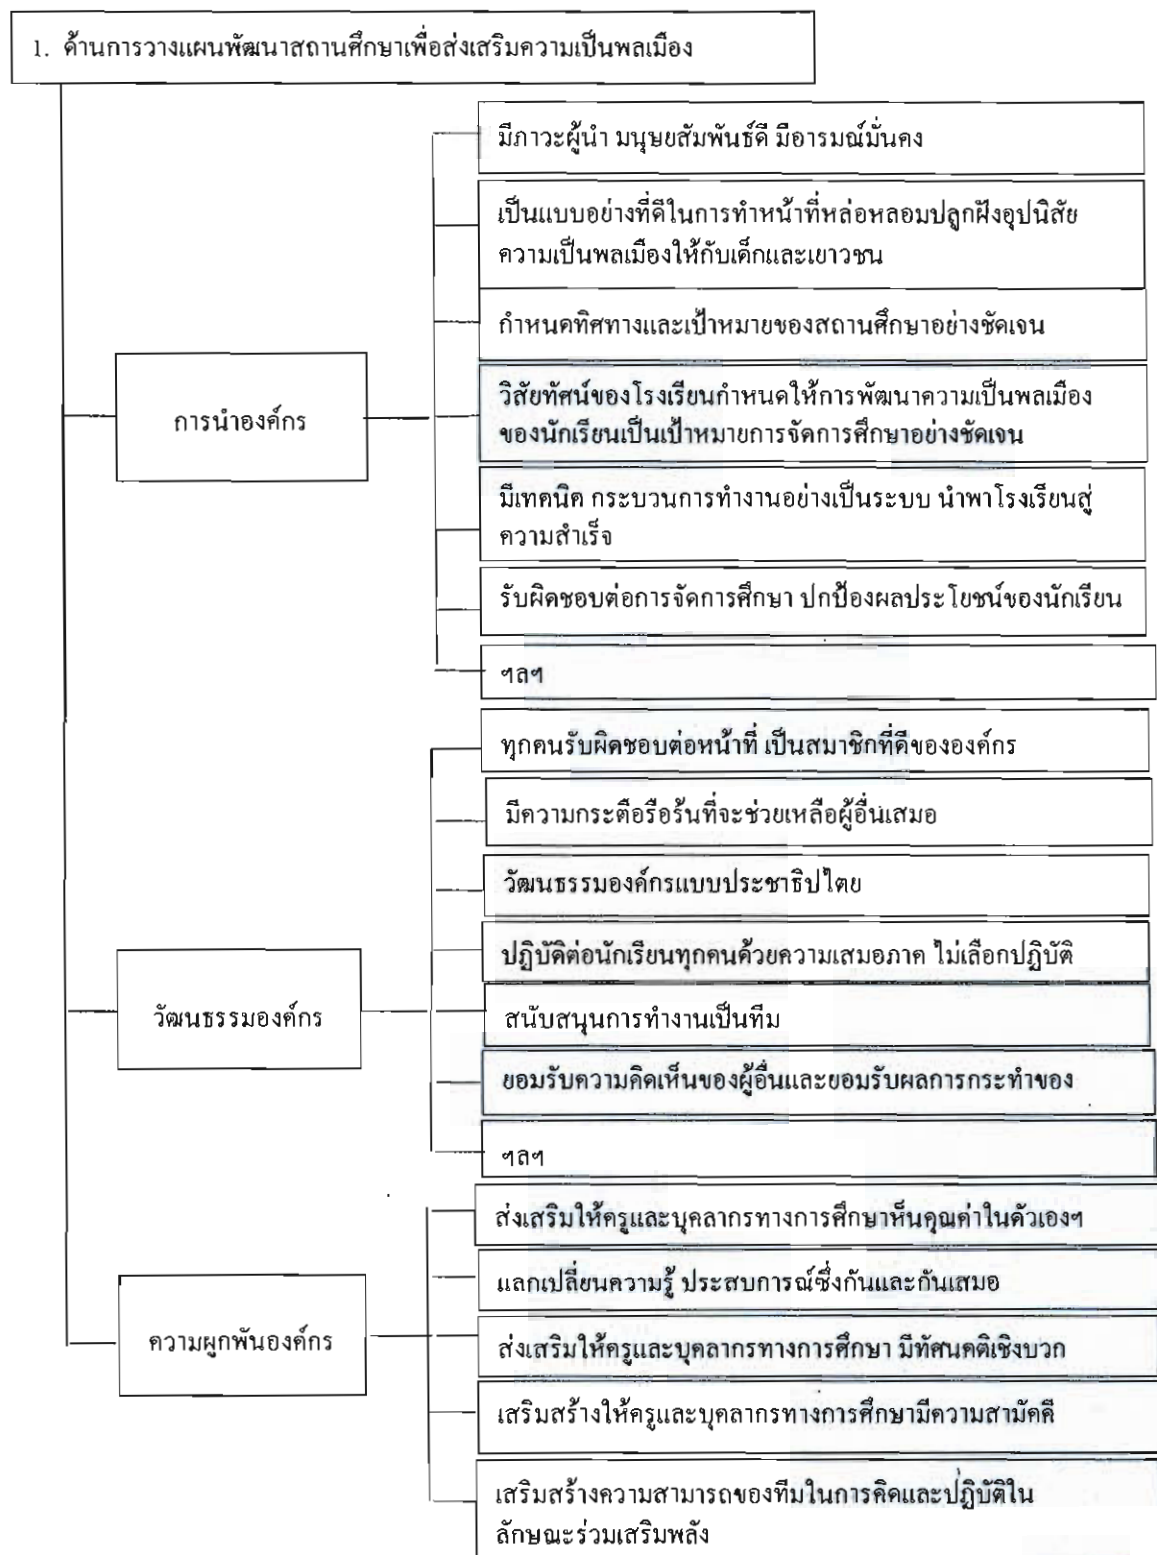 1. ด้านการวางแผนพัฒนาสถานศึกษาเพื่อส่งเสริมความเป็นพลเมือง
การนำองค์กร
มีภาวะผู้นำ มนุษยสัมพันธ์ดี มีอารมณ์มั่นคง
เป็นแบบอย่างที่ดีในการทำหน้าที่หล่อหลอมปลูกฝังอุปนิสัย
ความเป็นพลเมืองให้กับเด็กและเยาวชน
กำหนดทิศทางและเป้าหมายของสถานศึกษาอย่างชัดเจน
วิสัยทัศน์ของโรงเรียนกำหนดให้การพัฒนาความเป็นพลเมือง
ของนักเรียนเป็นเป้าหมายการจัดการศึกษาอย่างชัดเจน
มีเทคนิค กระบวนการทำงานอย่างเป็นระบบ นำพาโรงเรียนสู่
ความสำเร็จ
รับผิดชอบต่อการจัดการศึกษา ปกป้องผลประโยชน์ของนักเรียน
ฯลฯ
วัฒนธรรมองค์กร
ทุกคนรับผิดชอบต่อหน้าที่ เป็นสมาชิกที่ดีขององค์กร
มีความกระตือรือร้นที่จะช่วยเหลือผู้อื่นเสมอ
วัฒนธรรมองค์กรแบบประชาธิปไตย
ปฏิบัติต่อนักเรียนทุกคนด้วยความเสมอภาค ไม่เลือกปฏิบัติ
สนับสนุนการทำงานเป็นทีม
ยอมรับความคิดเห็นของผู้อื่นและยอมรับผลการกระทำของ
ฯลฯ
ความผูกพันองค์กร
ส่งเสริมให้ครูและบุคลากรทางการศึกษาเห็นคุณค่าในตัวเองฯ
แลกเปลี่ยนความรู้ ประสบการณ์ซึ่งกันและกันเสมอ
ส่งเสริมให้ครูและบุคลากรทางการศึกษา มีทัศนคติเชิงบวก
เสริมสร้างให้ครูและบุคลากรทางการศึกษามีความสามัคคี
เสริมสร้างความสามารถของทีมในการคิดและปฏิบัติใน
ลักษณะร่วมเสริมพลัง